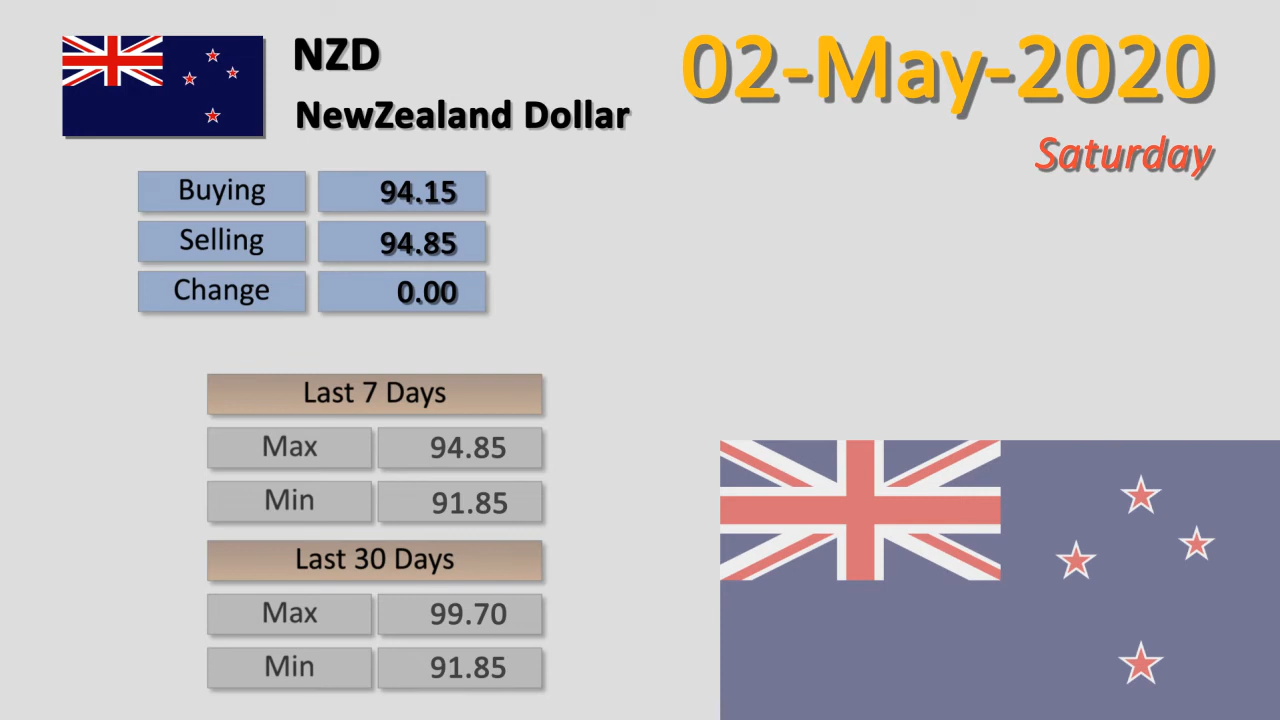 NZD
NewZealand Dollar
02-May-2020
Saturday
Buying 94.15
Selling 94.85
Change 0.00
Last 7 Days
Max 94.85
Min 91.85
Last 30 Days
Max 99.70
Min 91.85